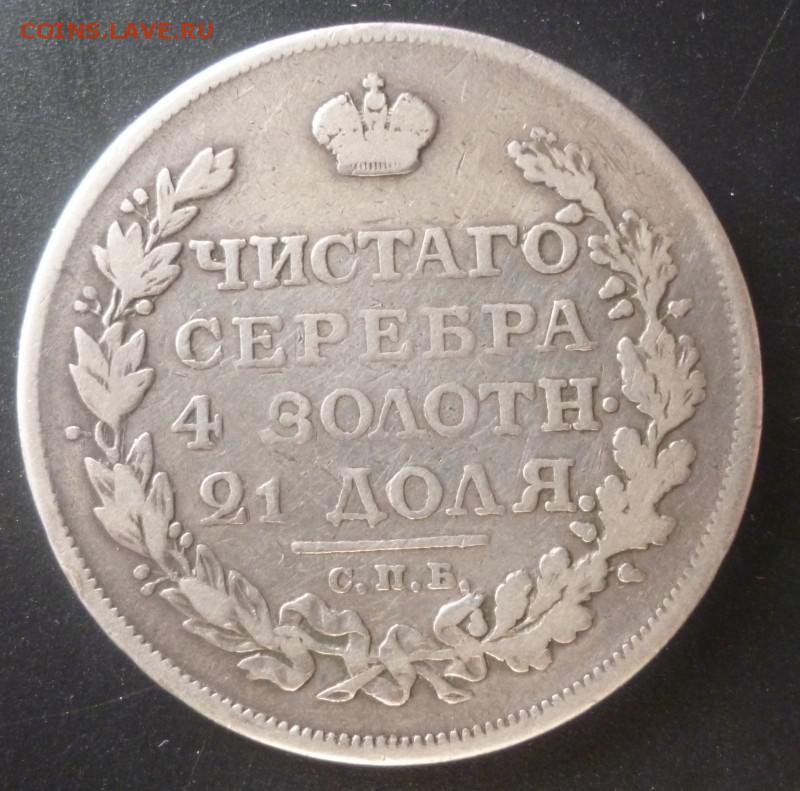 COINS.LAVE.RU
ЧИСТАГО
СЕРЕБРА
4 ЗОЛОТН.
21 ДОЛЯ.
С.П.Б.